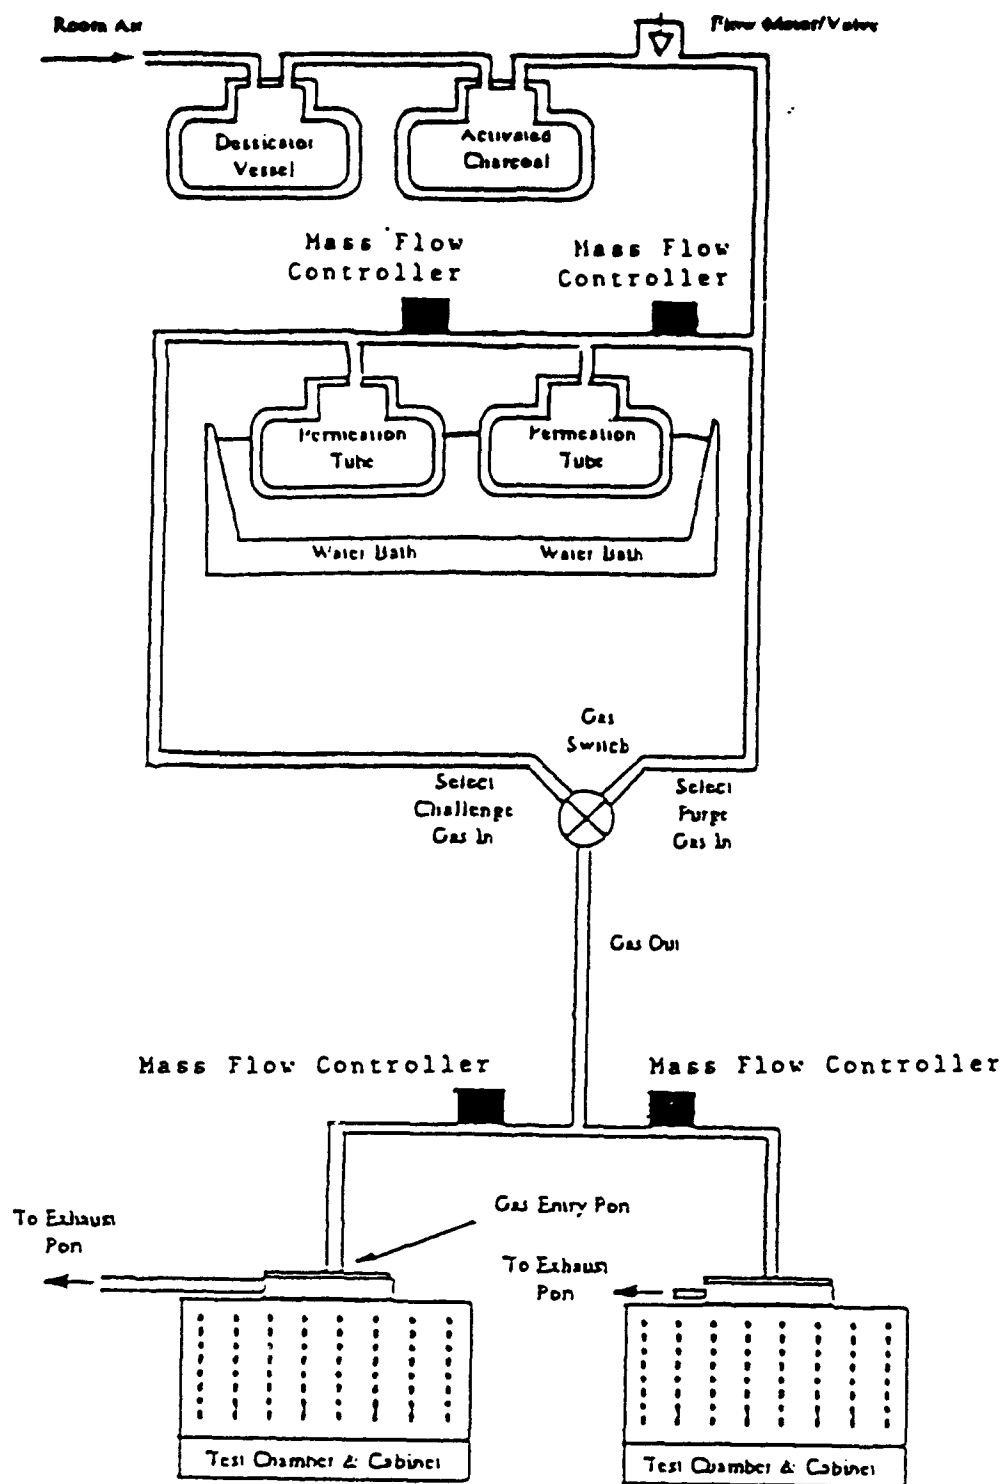 Room Air
Flow Meter/Valve
Dessicator
Vessel
Activated
Charcoal
Mass Flow
Controller
Mass Flow
Controller
Permeation
Tube
Permeation
Tube
Water Bath
Water Bath
Gas
Switch
Select
Challenge
Gas In
Select
Purge
Gas In
Gas Out
Mass Flow Controller
Mass Flow Controller
Gas Entry Port
To Exhaust
Port
To Exhaust
Port
Test Chamber & Cabinet
Test Chamber & Cabinet